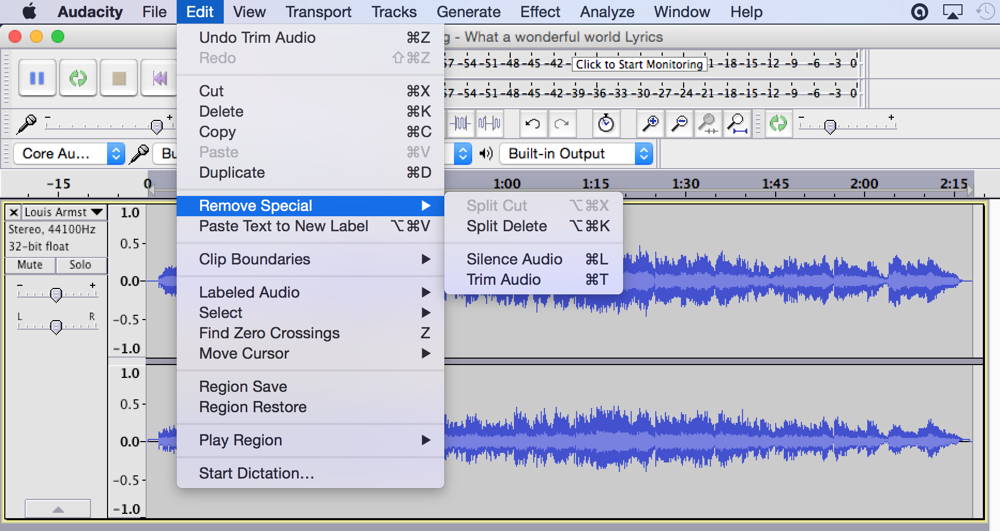 Audacity File Edit View Transport Tracks Generate Effect Analyze Window Help
- What a wonderful world Lyrics
Undo Trim Audio ⌘Z
Redo ⇧⌘Z
Cut ⌘X
Delete ⌘K
Copy ⌘C
Paste ⌘V
Duplicate ⌘D
Remove Special ▶
Paste Text to New Label ⌥⌘V
Clip Boundaries ▶
Labeled Audio ▶
Select ▶
Find Zero Crossings Z
Move Cursor ▶
Region Save
Region Restore
Play Region ▶
Start Dictation...
Split Cut ⌥⌘X
Split Delete ⌥⌘K
Silence Audio ⌘L
Trim Audio ⌘T
-54 -51 -48 -45 -42 - Click to Start Monitoring 1 -18 -15 -12 -9 -6 -3 0
-54 -51 -48 -45 -42 -39 -36 -33 -30 -27 -24 -21 -18 -15 -12 -9 -6 -3 0
- +
- +
Core Au... Bu Built-in Output
-15 0 1:00 1:15 1:30 1:45 2:00 2:15
Louis Armst
Stereo, 44100Hz
32-bit float
Mute Solo
- +
L R
1.0
0.5
0.0
-0.5
-1.0
1.0
0.5
0.0
-0.5
-1.0